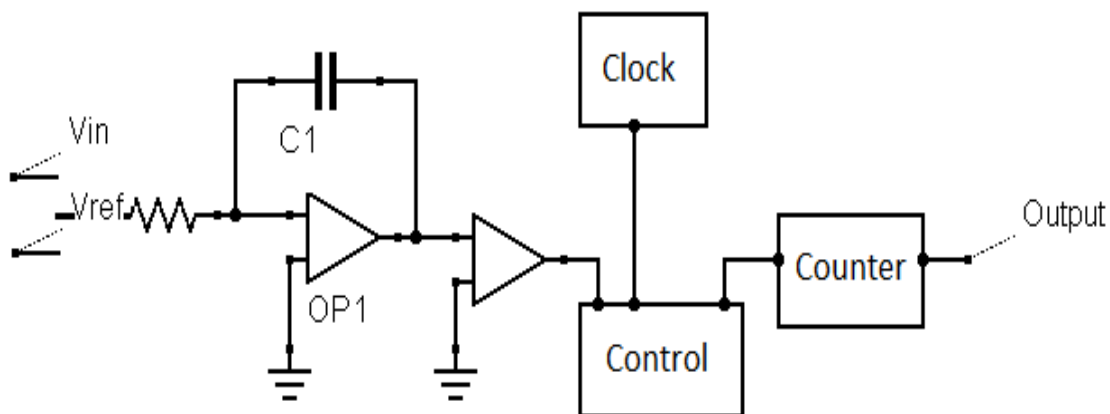 Clock
Vin
C1
Vref
Output
Counter
OP1
Control